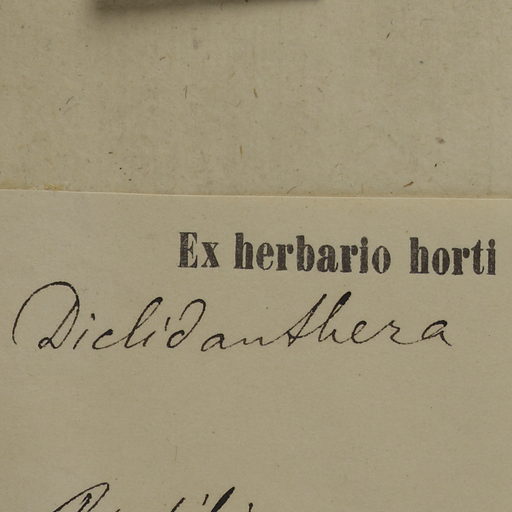 Ex herbario horti
Diclidanthera